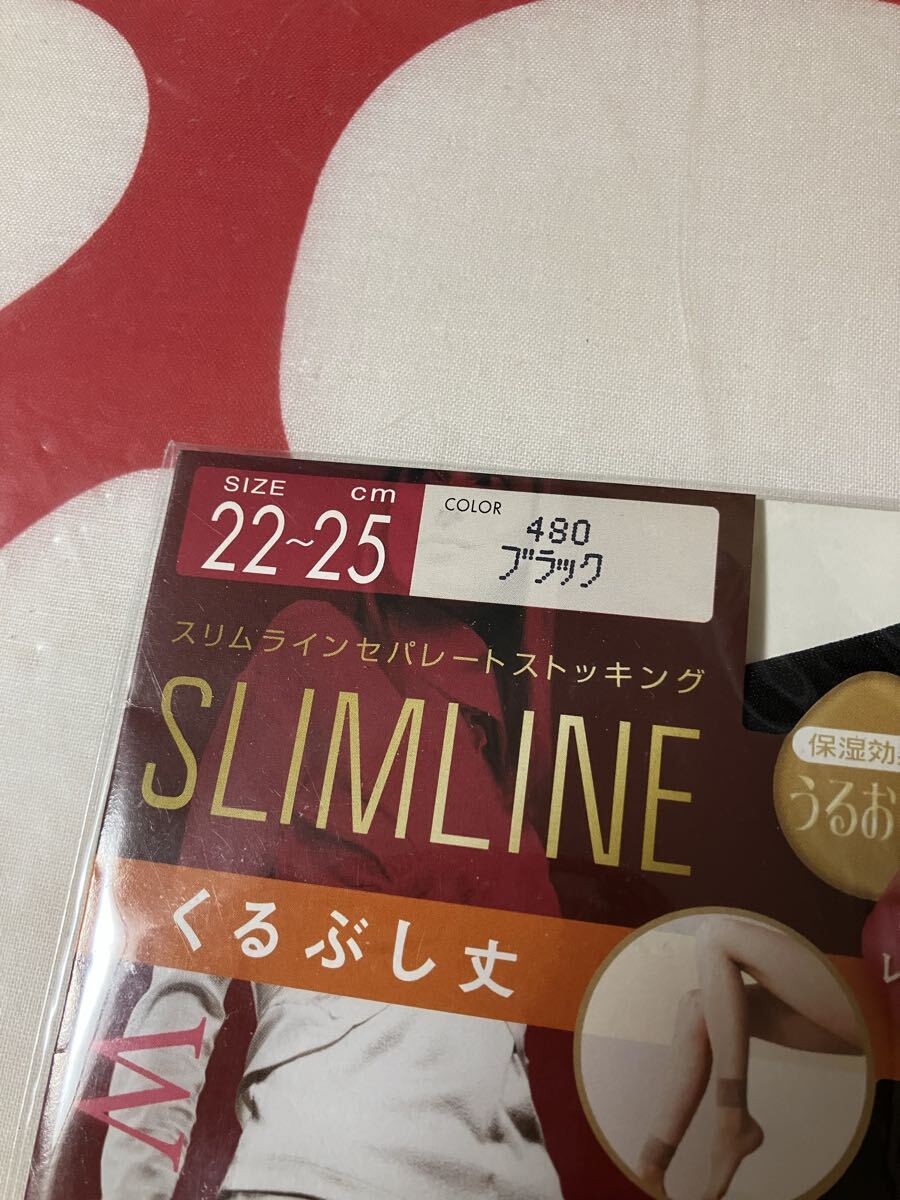 SIZE cm
22~25
COLOR
480
ブラック
スリムラインセパレートストッキング
SLIMLINE
保湿効
うるお
くるぶし丈
レ
W